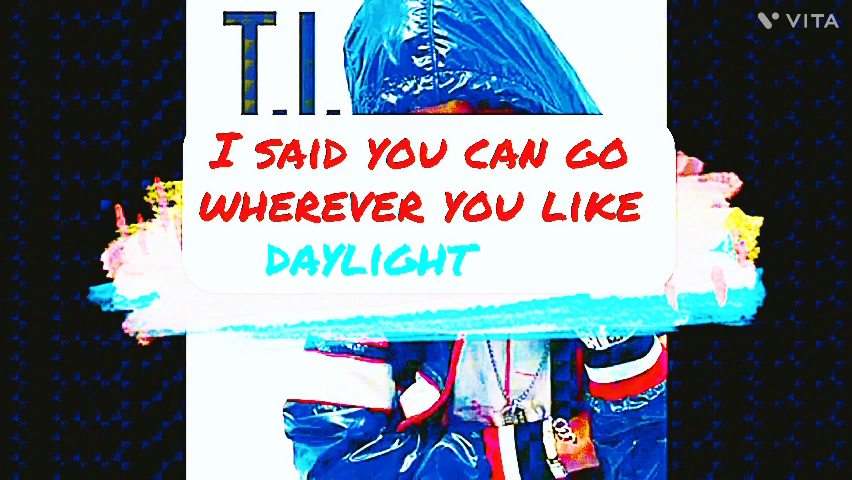 VITA
T.I.
I SAID YOU CAN GO
WHEREVER YOU LIKE
DAYLIGHT